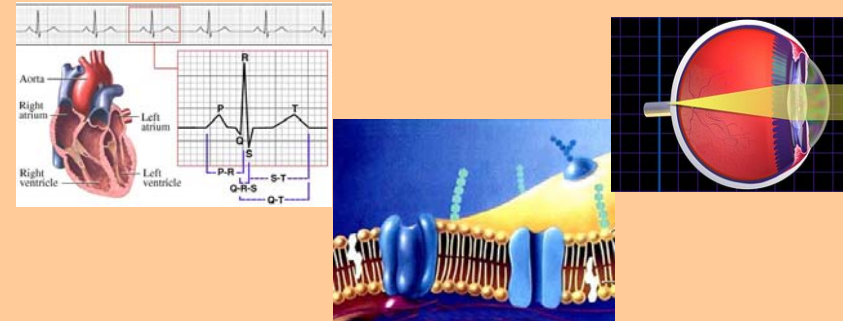 Aorta
Right
atrium
Left
atrium
Right
ventricle
Left
ventricle
R
P
T
Q
S
P-R
S-T
Q-R-S
Q-T